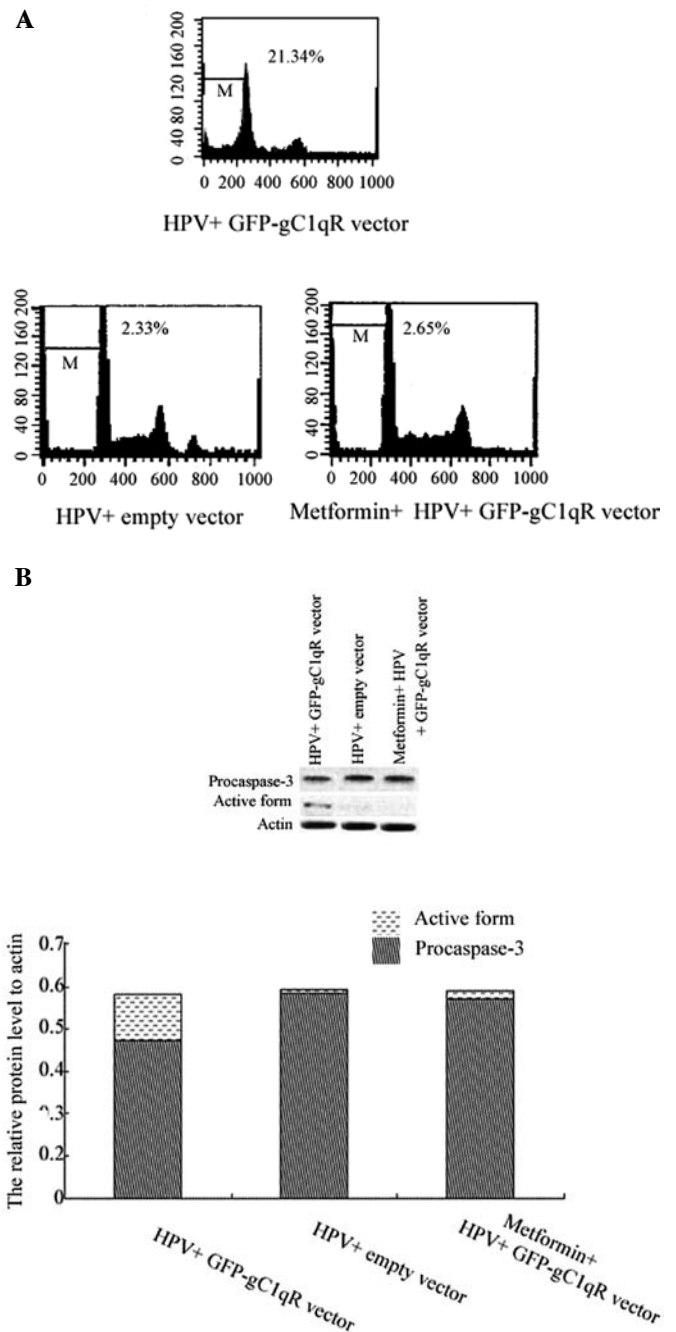 A
0 40 80 120 160 200
21.34%
M
0 200 400 600 800 1000
HPV+ GFP-gC1qR vector
0 40 80 120 160 200
2.33%
M
0 200 400 600 800 1000
HPV+ empty vector
0 40 80 120 160 200
2.65%
M
0 200 400 600 800 1000
Metformin+ HPV+ GFP-gC1qR vector
B
HPV+ GFP-gC1qR vector
HPV+ empty vector
Metformin+ HPV
+ GFP-gC1qR vector
Procaspase-3
Active form
Actin
Active form
Procaspase-3
The relative protein level to actin
0.7
0.6
0.5
0.4
0.3
0.2
0
HPV+ GFP-gC1qR vector
HPV+ empty vector
Metformin+
HPV+ GFP-gC1qR vector